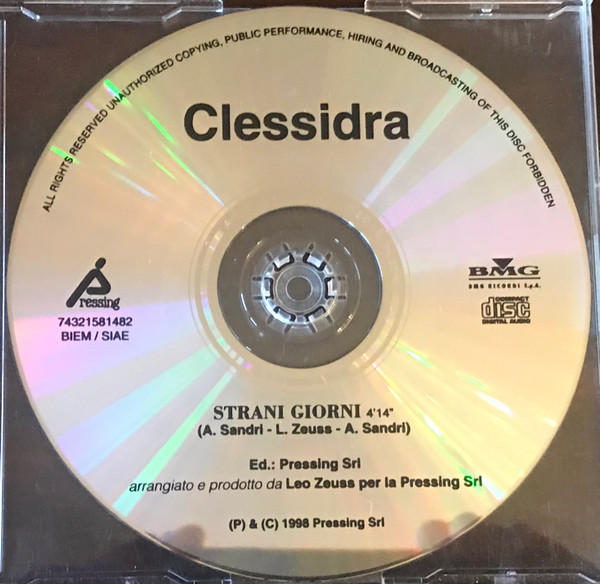 ALL RIGHTS RESERVED UNAUTHORIZED COPYING, PUBLIC PERFORMANCE, HIRING AND BROADCASTING OF THIS DISC FORBIDDEN
Clessidra
Pressing
74321581482
BIEM / SIAE
BMG
BMG RICORDI S.p.A.
COMPACT
disc
DIGITAL AUDIO
STRANI GIORNI 4'14"
(A. Sandri - L. Zeuss - A. Sandri)
Ed.: Pressing Srl
arrangiato e prodotto da Leo Zeuss per la Pressing Srl
(P) & (C) 1998 Pressing Srl